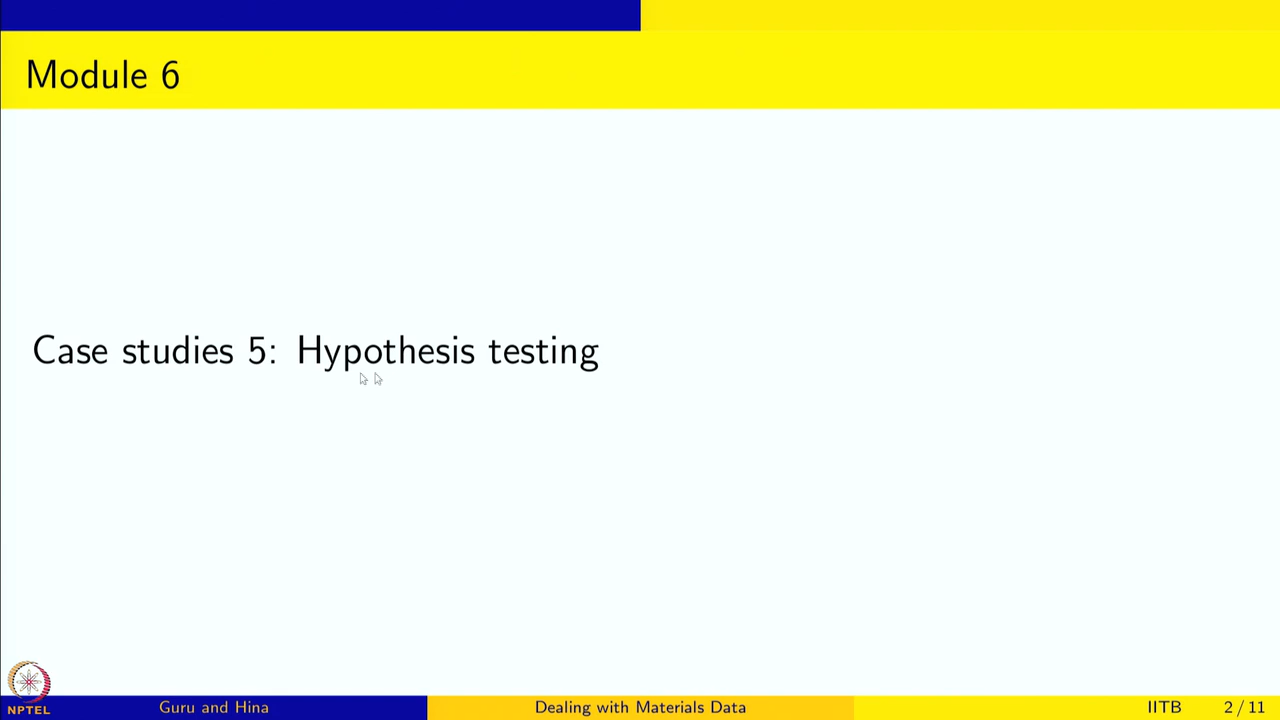 Module 6
Case studies 5: Hypothesis testing
NPTEL
Guru and Hina
Dealing with Materials Data
IITB
2 / 11